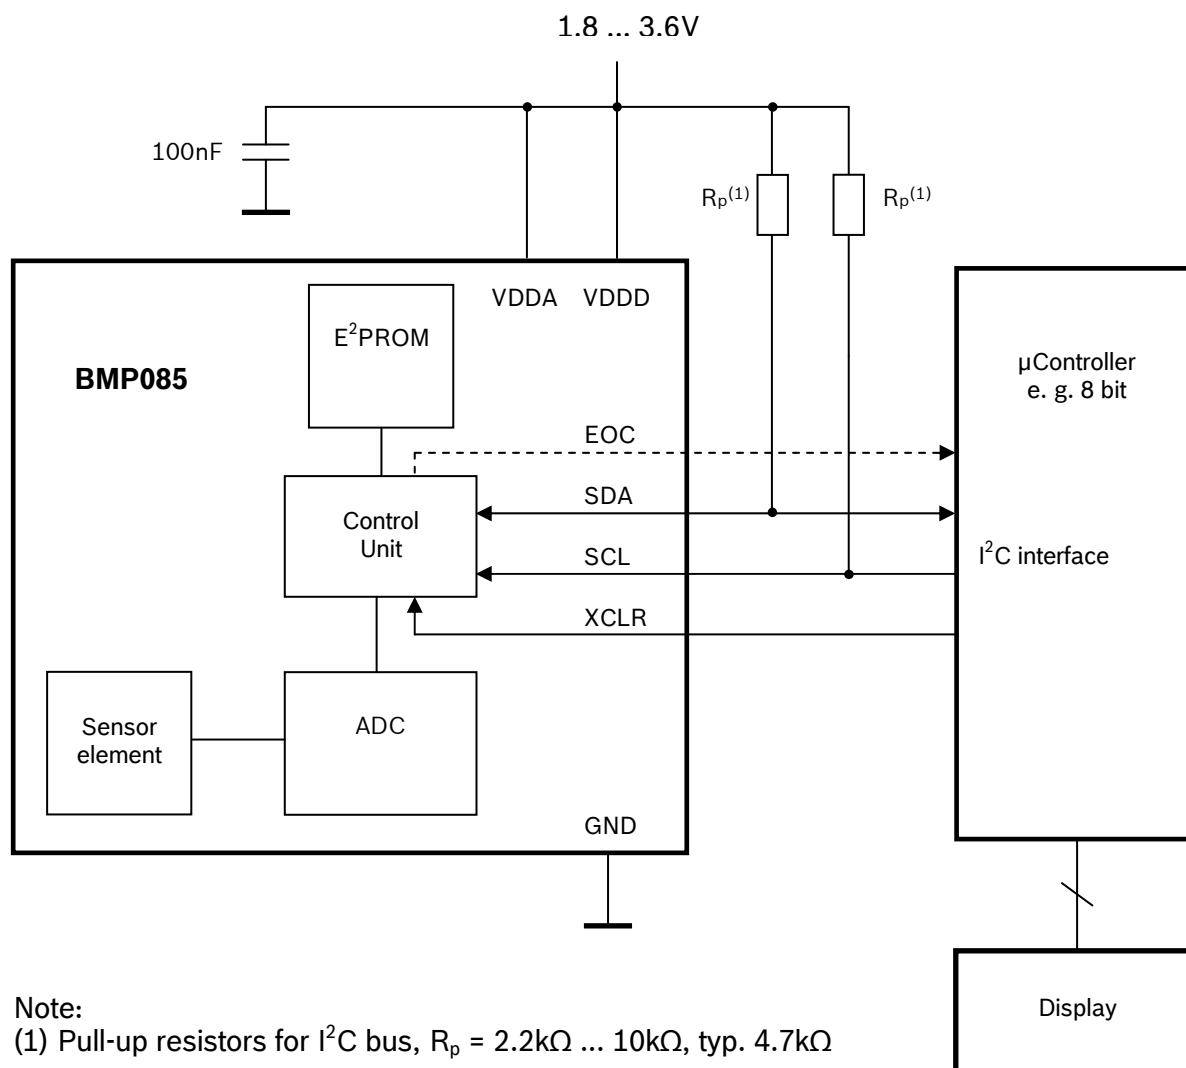 1.8 ... 3.6V
100nF
Rp(1)
Rp(1)
VDDA
VDDD
E²PROM
BMP085
µController
e. g. 8 bit
EOC
SDA
Control
Unit
SCL
I²C interface
XCLR
Sensor
element
ADC
GND
Display
Note:
(1) Pull-up resistors for I²C bus, Rp = 2.2kΩ ... 10kΩ, typ. 4.7kΩ